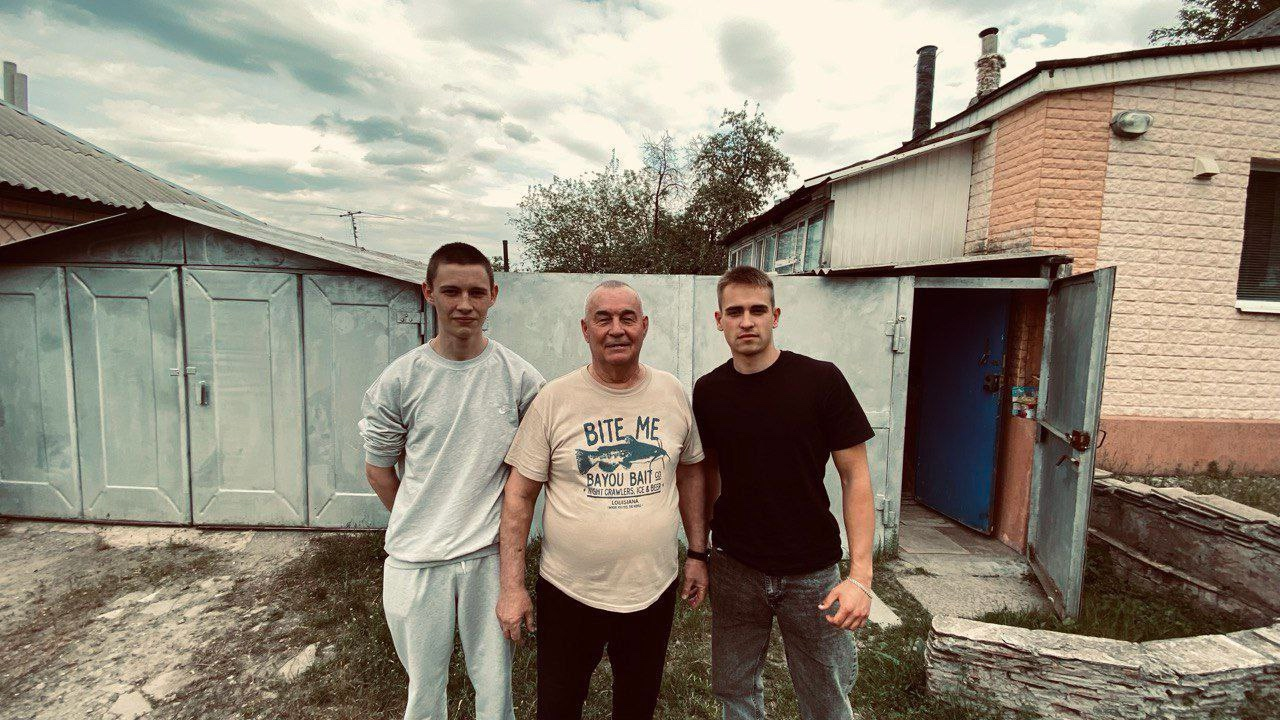 BITE ME
BAYOU BAIT CO
NIGHT CRAWLERS, ICE & BEER
LOUISIANA